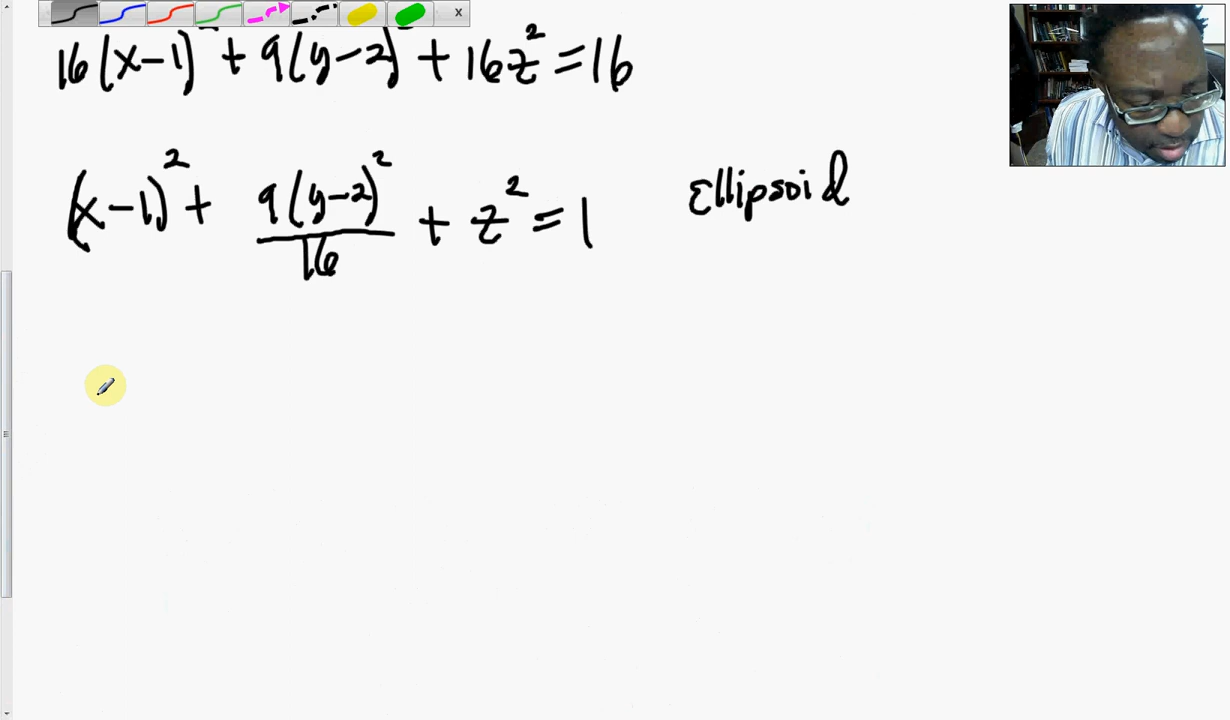 16(x-1)² + 9(y-2)² + 16z² = 16
(x-1)² + 9(y-2)²/16 + z² = 1
Ellipsoid
x